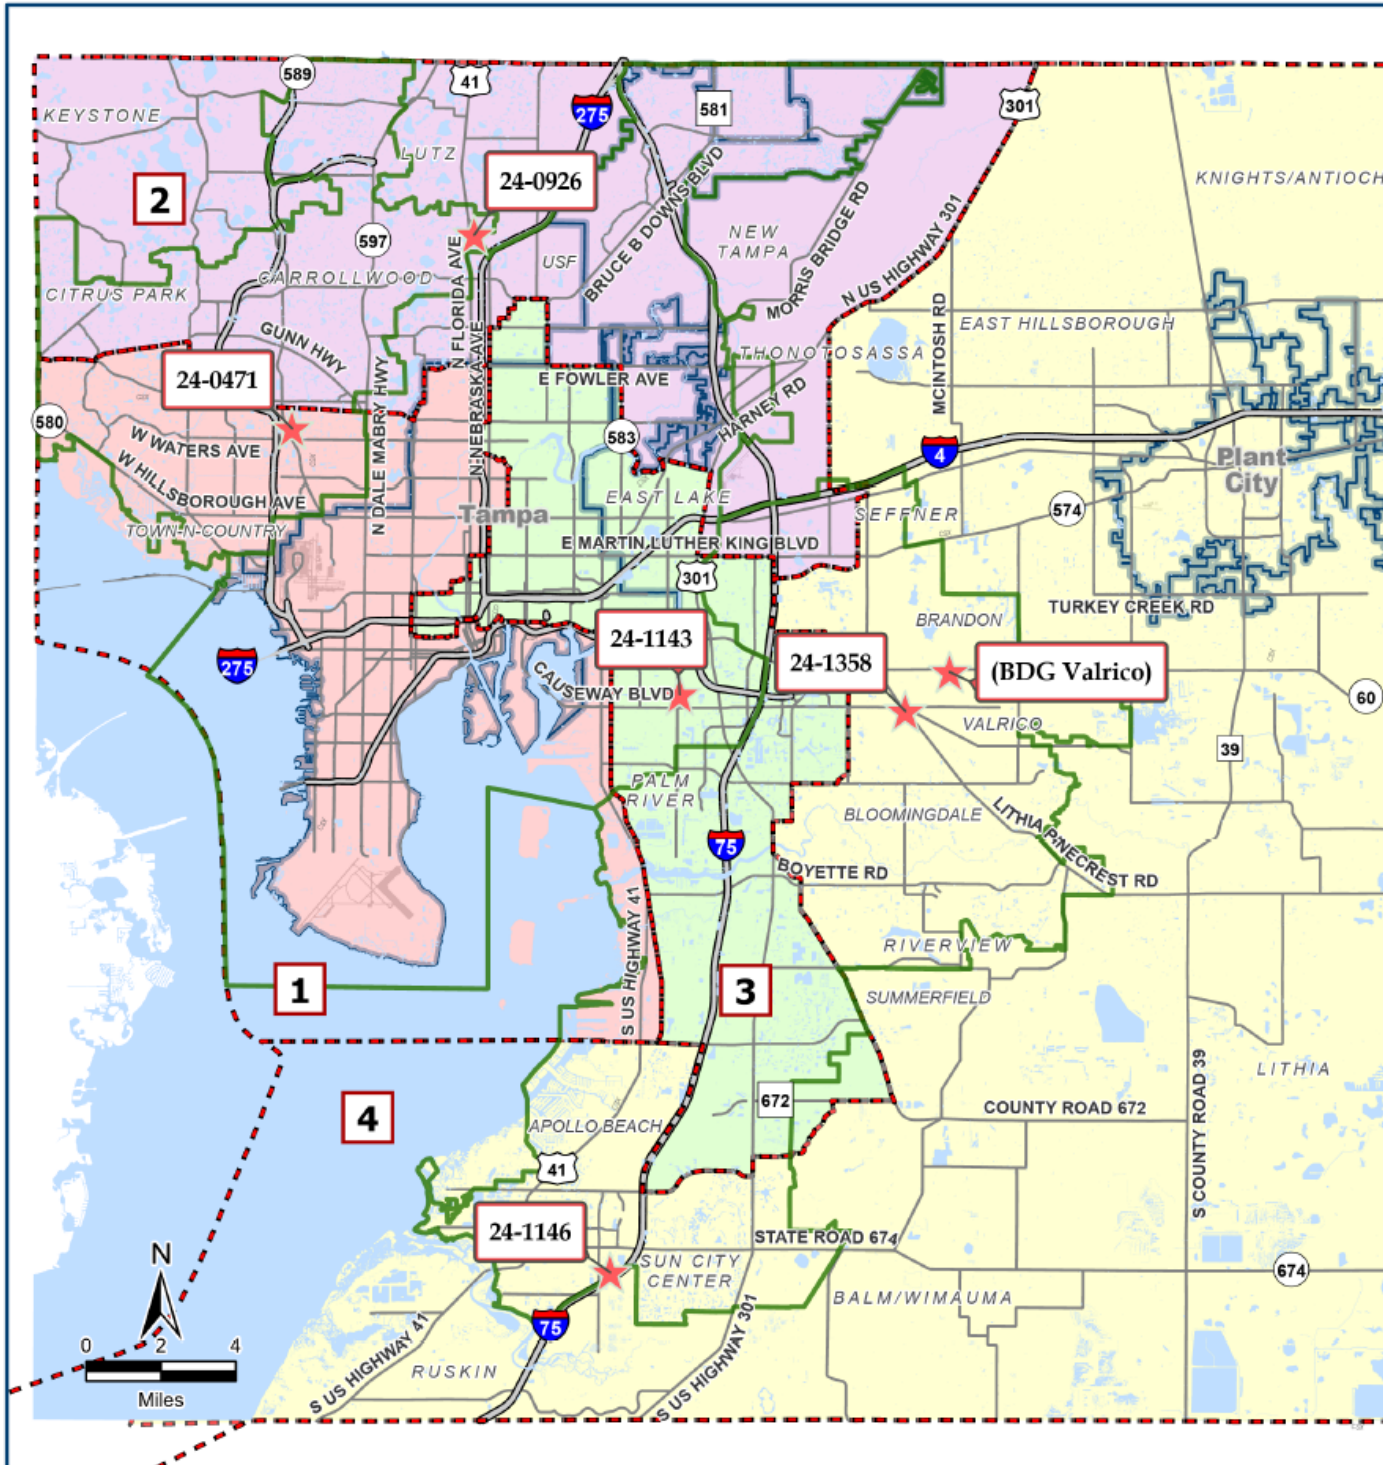 589
41
275
581
301
KEYSTONE
LUTZ
24-0926
KNIGHTS/ANTIOCH
2
597
BRUCE B DOWNS BLVD
MORRIS BRIDGE RD
N US HIGHWAY 301
NEW
TAMPA
USF
CARROLLWOOD
CITRUS PARK
N FLORIDA AVE
N NEBRASKA AVE
GUNN HWY
MCINTOSH RD
EAST HILLSBOROUGH
THONOTOSASSA
24-0471
E FOWLER AVE
N DALE MABRY HWY
HARNEY RD
580
583
W WATERS AVE
4
Plant
City
W HILLSBOROUGH AVE
EAST LAKE
574
TOWN-N-COUNTRY
Tampa
SEFFNER
E MARTIN LUTHER KING BLVD
301
TURKEY CREEK RD
BRANDON
275
24-1143
24-1358
(BDG Valrico)
CAUSEWAY BLVD
60
VALRICO
39
PALM
RIVER
BLOOMINGDALE
LITHIA PINECREST RD
75
BOYETTE RD
S US HIGHWAY 41
RIVERVIEW
1
3
SUMMERFIELD
S COUNTY ROAD 39
LITHIA
4
672
COUNTY ROAD 672
APOLLO BEACH
41
24-1146
STATE ROAD 674
SUN CITY
CENTER
674
N
BALM/WIMAUMA
75
0 2 4
Miles
S US HIGHWAY 41
RUSKIN
S US HIGHWAY 301